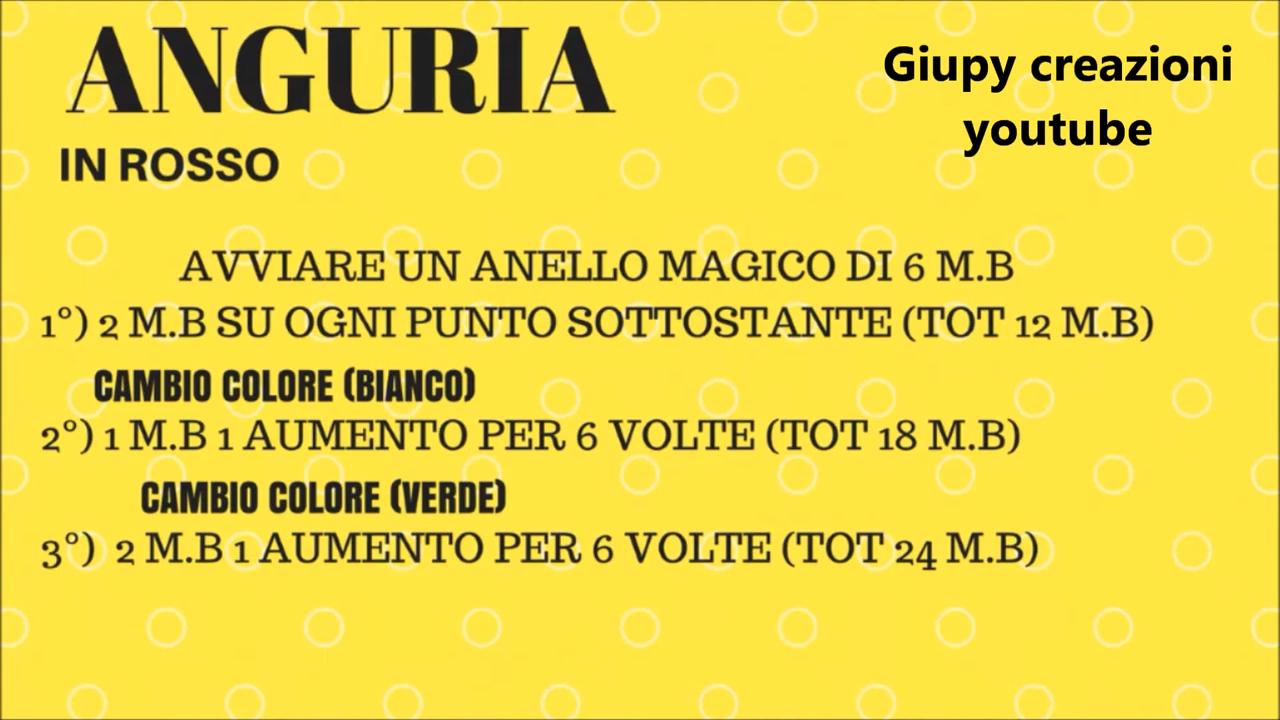 ANGURIA
Giupy creazioni
youtube
IN ROSSO
AVVIARE UN ANELLO MAGICO DI 6 M.B
1°) 2 M.B SU OGNI PUNTO SOTTOSTANTE (TOT 12 M.B)
CAMBIO COLORE (BIANCO)
2°) 1 M.B 1 AUMENTO PER 6 VOLTE (TOT 18 M.B)
CAMBIO COLORE (VERDE)
3°) 2 M.B 1 AUMENTO PER 6 VOLTE (TOT 24 M.B)